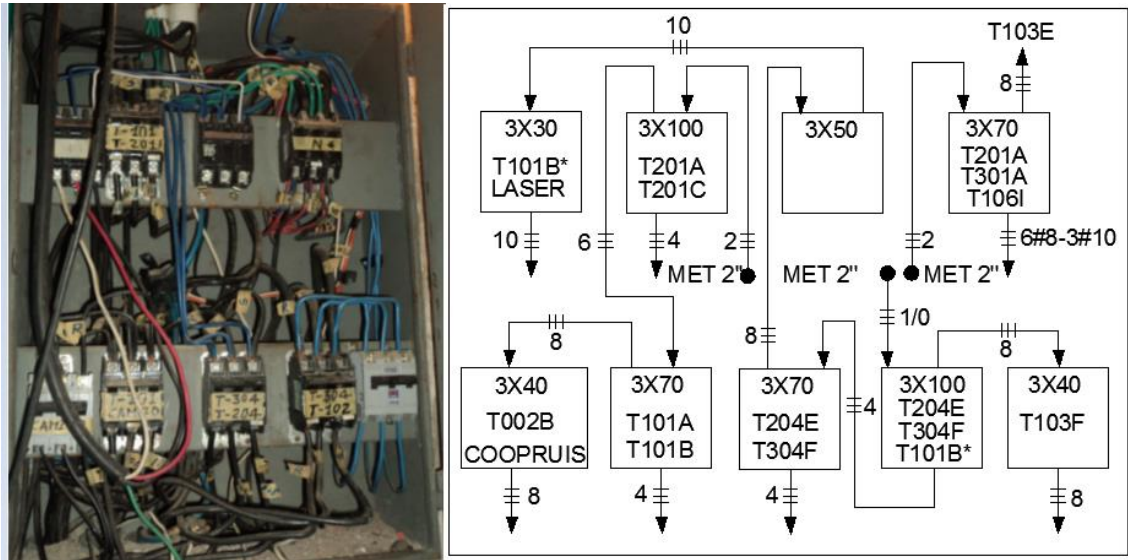 T-201
N4
T-304
T-204
T-304
T-102
10
T103E
8
3X30
T101B*
LASER
3X100
T201A
T201C
3X50
3X70
T201A
T301A
T106I
10
6
4
2
2
6#8-3#10
MET 2''
MET 2''
MET 2''
8
8
1/0
8
4
3X40
T002B
COOPRUIS
3X70
T101A
T101B
3X70
T204E
T304F
3X100
T204E
T304F
T101B*
3X40
T103F
8
4
4
8